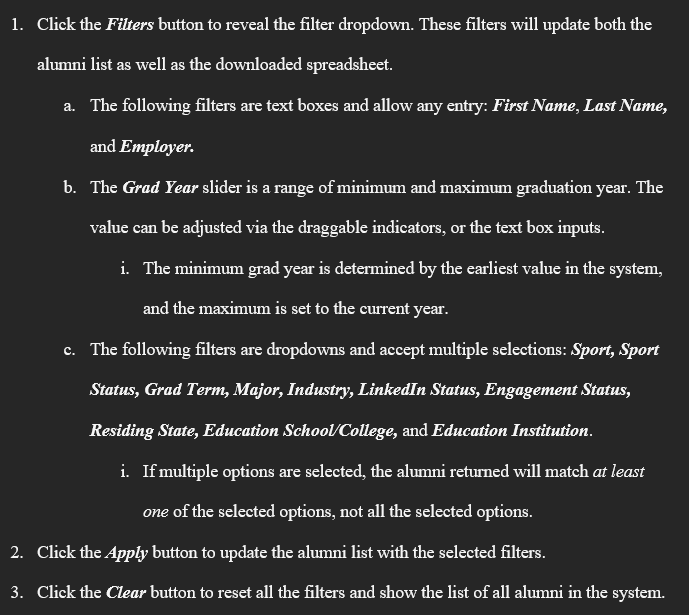 1. Click the Filters button to reveal the filter dropdown. These filters will update both the
alumni list as well as the downloaded spreadsheet.
a. The following filters are text boxes and allow any entry: First Name, Last Name,
and Employer.
b. The Grad Year slider is a range of minimum and maximum graduation year. The
value can be adjusted via the draggable indicators, or the text box inputs.
i. The minimum grad year is determined by the earliest value in the system,
and the maximum is set to the current year.
c. The following filters are dropdowns and accept multiple selections: Sport, Sport
Status, Grad Term, Major, Industry, LinkedIn Status, Engagement Status,
Residing State, Education School/College, and Education Institution.
i. If multiple options are selected, the alumni returned will match at least
one of the selected options, not all the selected options.
2. Click the Apply button to update the alumni list with the selected filters.
3. Click the Clear button to reset all the filters and show the list of all alumni in the system.